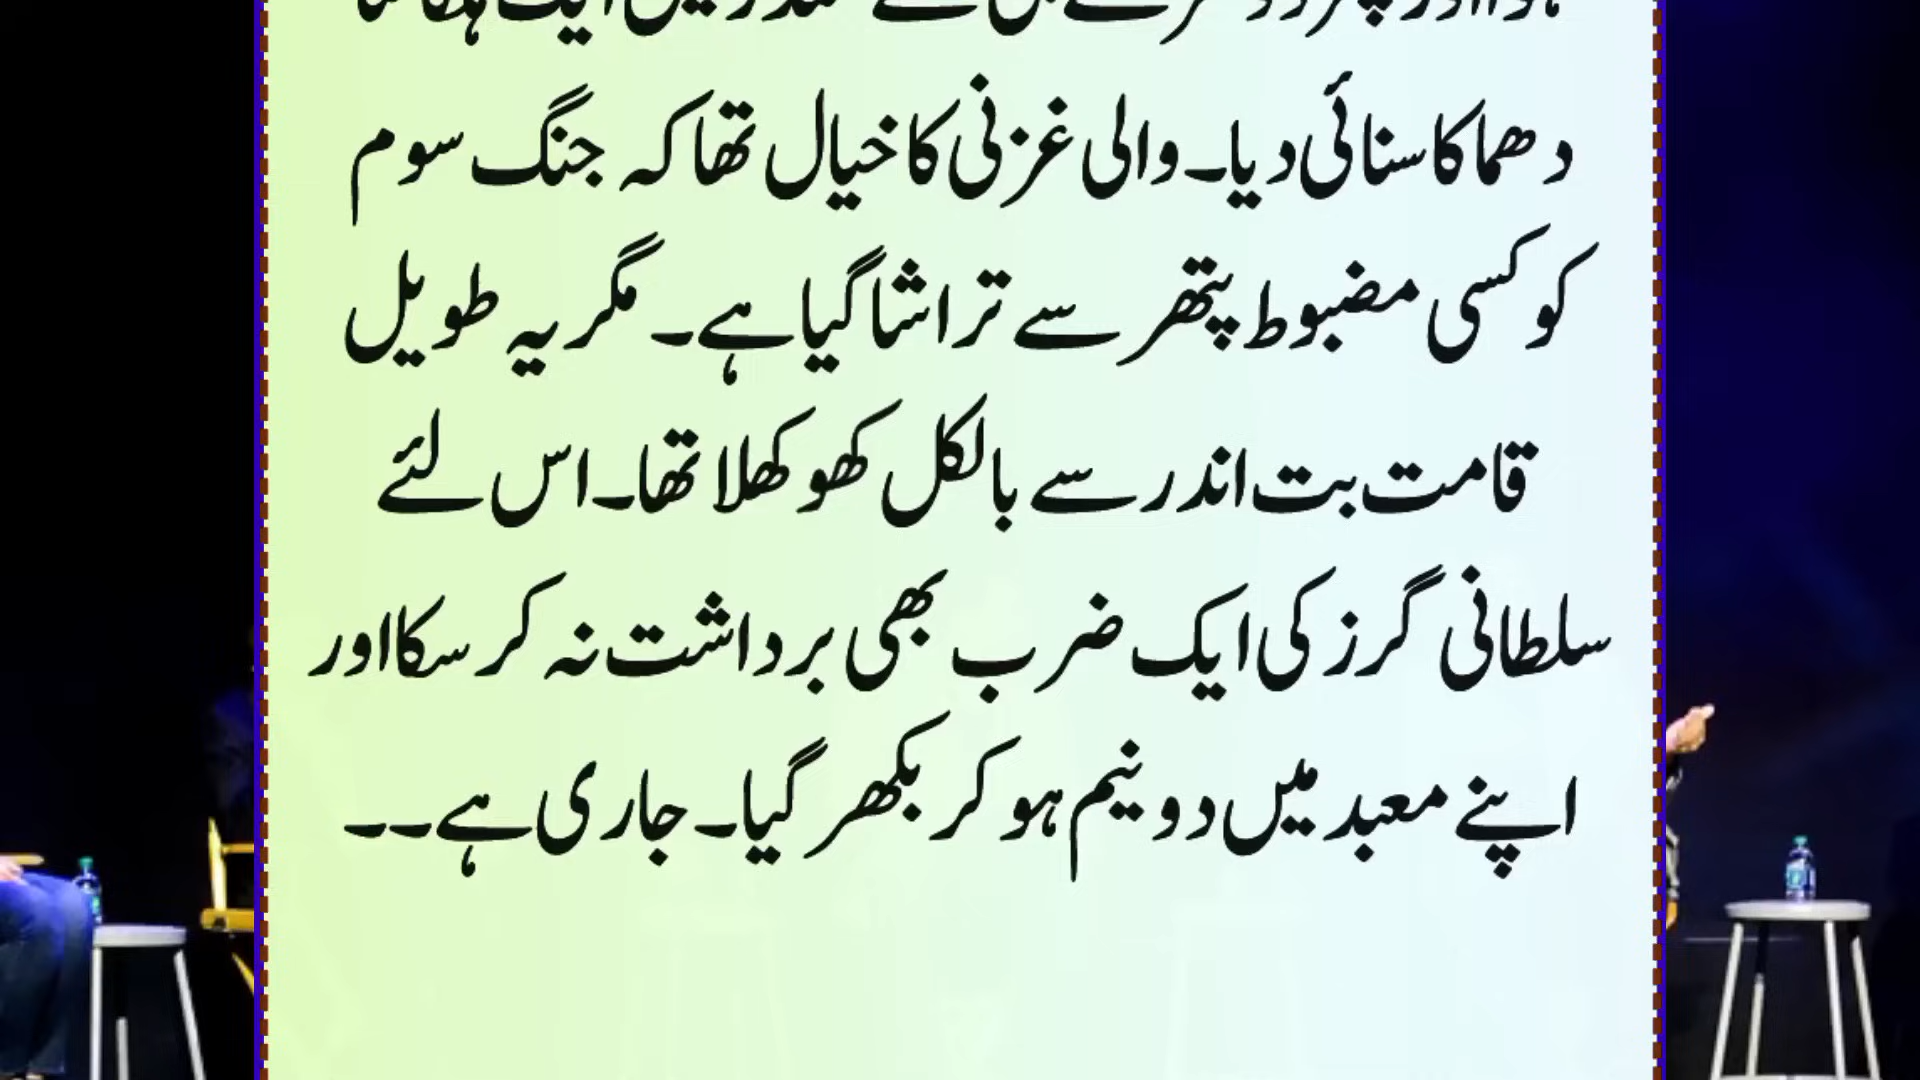 دھماکا سنائی دیا۔ والی غزنی کا خیال تھا کہ جنگ سوم
کو کسی مضبوط پتھر سے تراشا گیا ہے۔ مگر یہ طویل
قامت بت اندر سے بالکل کھوکھلا تھا۔ اس لئے
سلطانی گرز کی ایک ضرب بھی برداشت نہ کر سکا اور
اپنے معبد میں دو نیم ہو کر بکھر گیا۔ جاری ہے۔۔